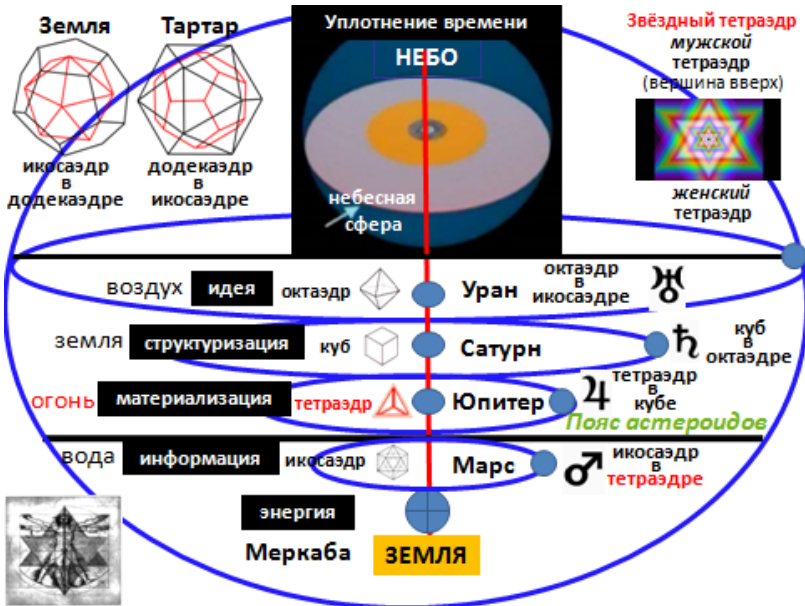 Земля
икосаэдр
в
додекаэдре
Тартар
додекаэдр
в
икосаэдре
Уплотнение времени
НЕБО
небесная
сфера
Звёздный тетраэдр
мужской
тетраэдр
(вершина вверх)
женский
тетраэдр
воздух
идея
октаэдр
Уран
октаэдр
в
икосаэдре
♅
земля
структуризация
куб
Сатурн
♄
куб
в
октаэдре
огонь
материализация
тетраэдр
Юпитер
♃
тетраэдр
в
кубе
Пояс астероидов
вода
информация
икосаэдр
Марс
♂
икосаэдр
в
тетраэдре
энергия
Меркаба
ЗЕМЛЯ